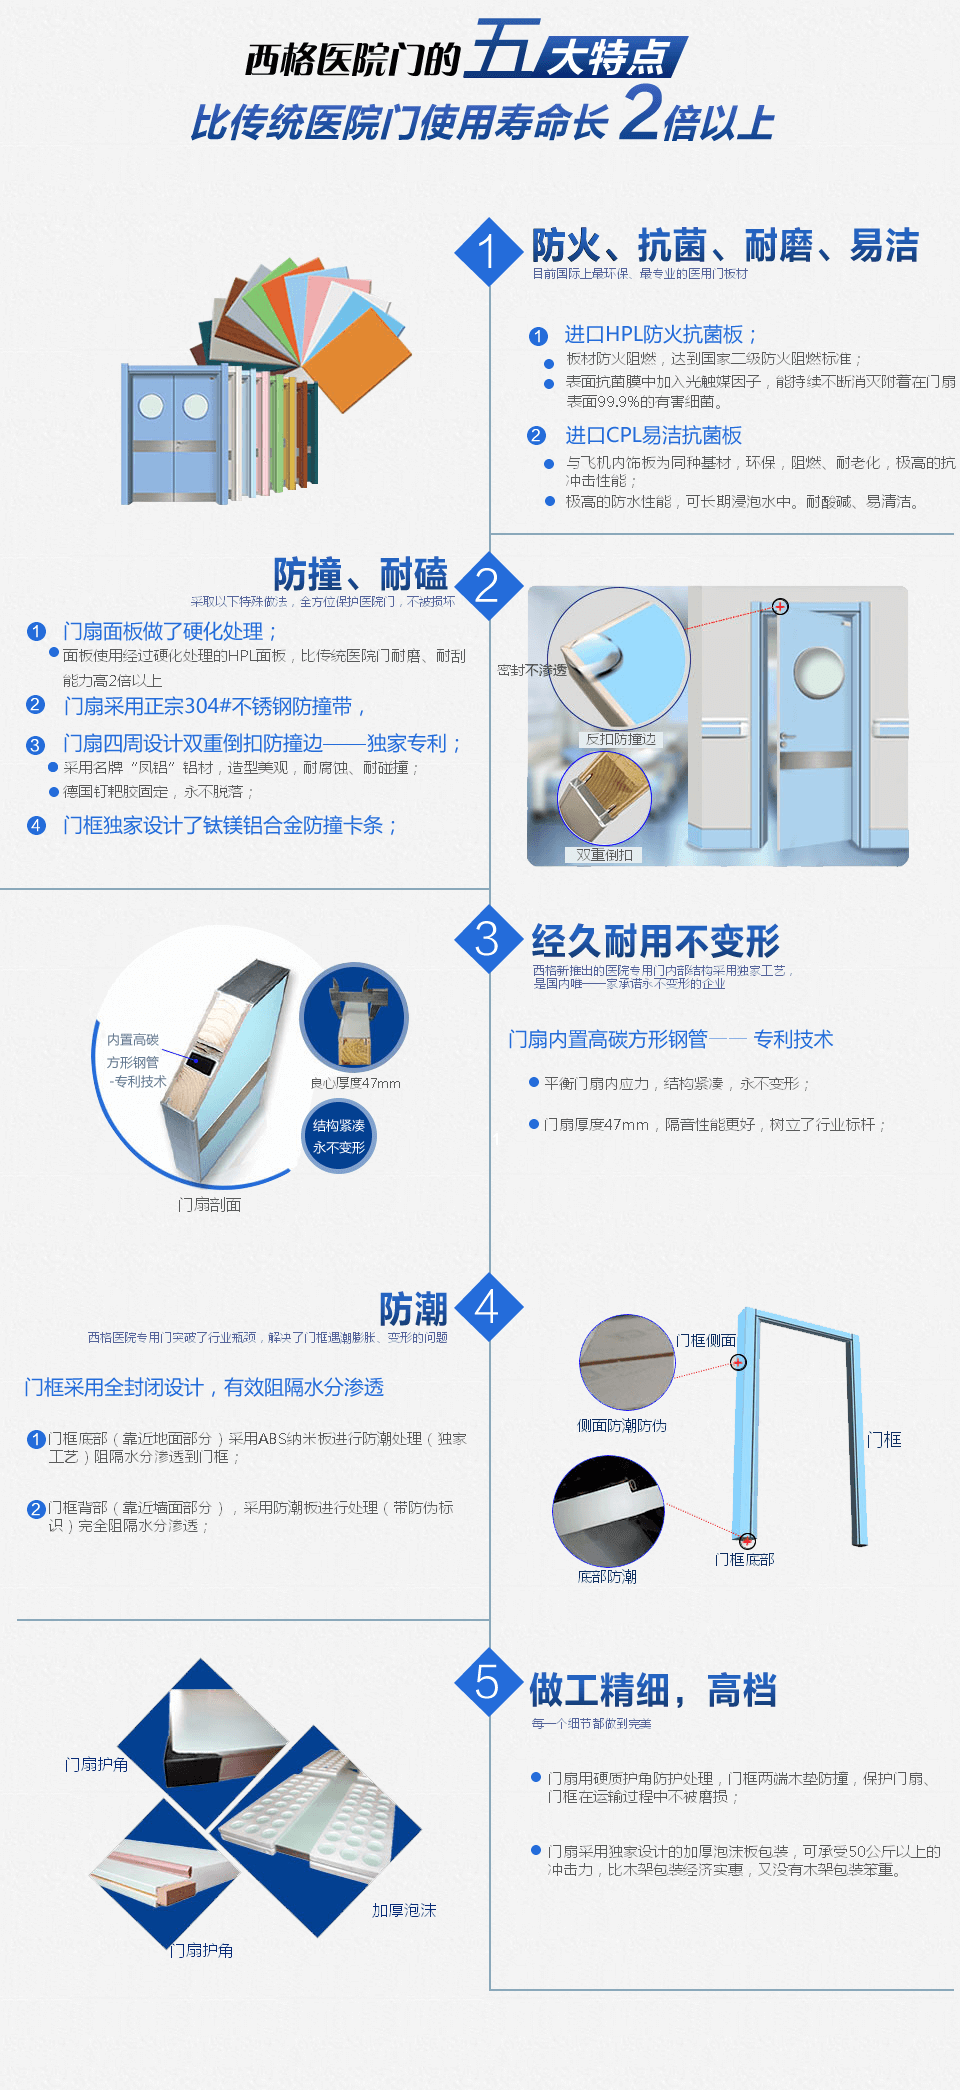 西格医院门的五大特点
比传统医院门使用寿命长2倍以上
1
防火、抗菌、耐磨、易洁
目前国际上最环保、最专业的医用门板材
1 进口HPL防火抗菌板；
板材防火阻燃，达到国家二级防火阻燃标准；
表面抗菌膜中加入光触媒因子，能持续不断消灭附着在门扇
表面99.9%的有害细菌。
2 进口CPL易洁抗菌板
与飞机内饰板为同种基材，环保，阻燃、耐老化，极高的抗
冲击性能；
极高的防水性能，可长期浸泡水中。耐酸碱、易清洁。
2
防撞、耐磕
采取以下特殊做法，全方位保护医院门，不被损坏
1 门扇面板做了硬化处理；
面板使用经过硬化处理的HPL面板，比传统医院门耐磨、耐刮
能力高2倍以上
2 门扇采用正宗304#不锈钢防撞带，
3 门扇四周设计双重倒扣防撞边——独家专利；
采用名牌“凤铝”铝材，造型美观，耐腐蚀、耐碰撞；
德国钉耙胶固定，永不脱落；
4 门框独家设计了钛镁铝合金防撞卡条；
密封不渗透
反扣防撞边
双重倒扣
3
经久耐用不变形
西格新推出的医院专用门内部结构采用独家工艺，
是国内唯一一家承诺永不变形的企业
门扇内置高碳方形钢管—— 专利技术
平衡门扇内应力，结构紧凑，永不变形；
门扇厚度47mm，隔音性能更好，树立了行业标杆；
1
内置高碳
方形钢管
-专利技术
良心厚度47mm
结构紧凑
永不变形
门扇剖面
4
防潮
西格医院专用门突破了行业瓶颈，解决了门框遇潮膨胀、变形的问题
门框采用全封闭设计，有效阻隔水分渗透
1 门框底部（靠近地面部分）采用ABS纳米板进行防潮处理（独家
工艺）阻隔水分渗透到门框；
2 门框背部（靠近墙面部分），采用防潮板进行处理（带防伪标
识）完全阻隔水分渗透；
门框侧面
侧面防潮防伪
门框
门框底部
底部防潮
5
做工精细，高档
每一个细节都做到完美
门扇用硬质护角防护处理，门框两端木垫防撞，保护门扇、
门框在运输过程中不被磨损；
门扇采用独家设计的加厚泡沫板包装，可承受50公斤以上的
冲击力，比木架包装经济实惠，又没有木架包装笨重。
门扇护角
加厚泡沫
门扇护角